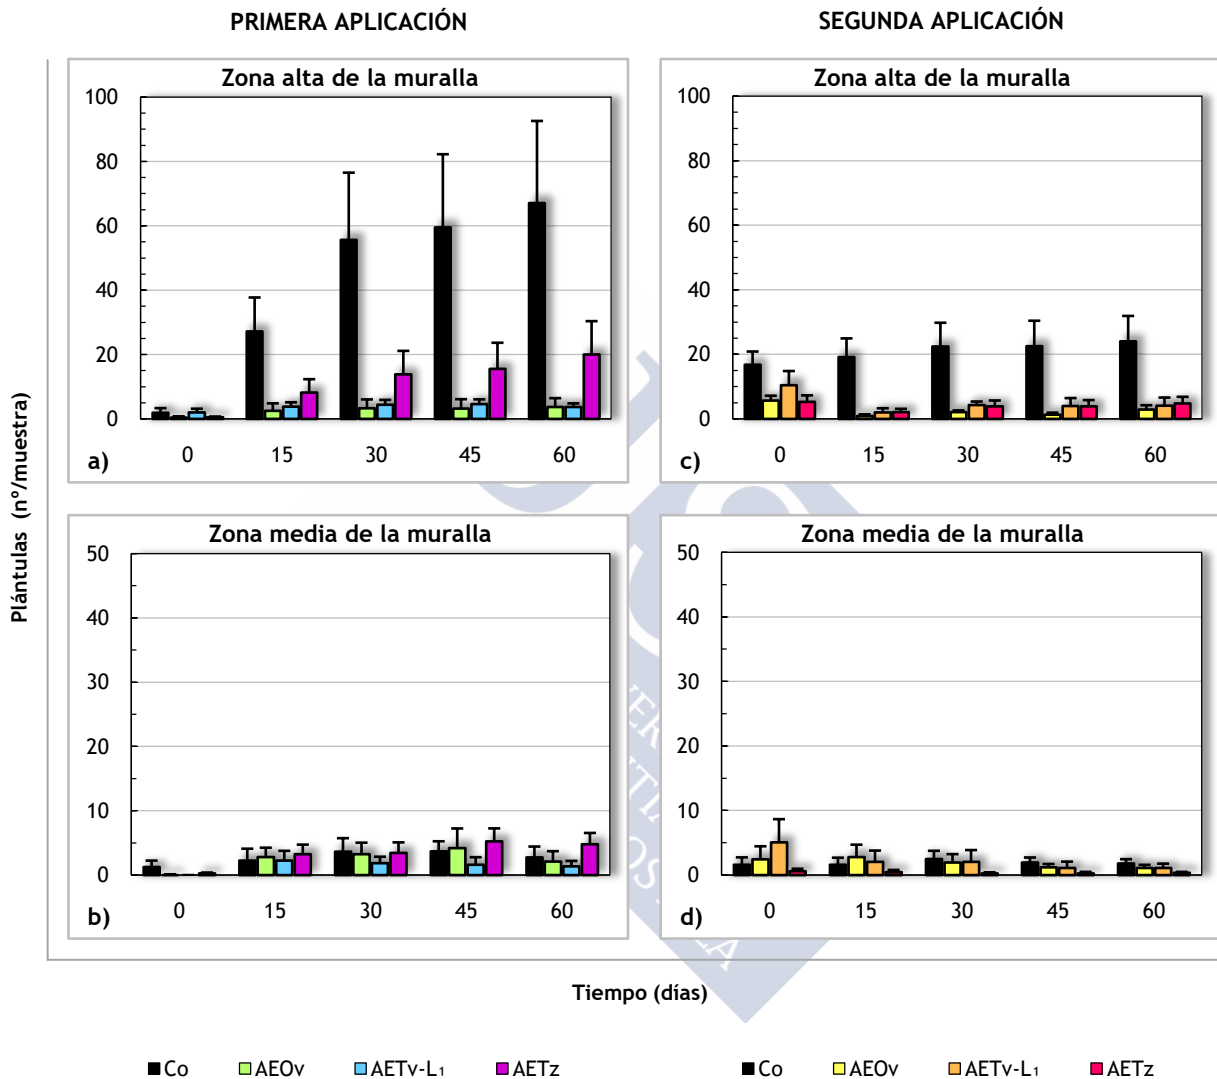 PRIMERA APLICACIÓN
SEGUNDA APLICACIÓN
Zona alta de la muralla
100
80
60
40
20
0
a)
0 15 30 45 60
Zona alta de la muralla
100
80
60
40
20
0
c)
0 15 30 45 60
Plántulas (nº/muestra)
Zona media de la muralla
50
40
30
20
10
0
b)
0 15 30 45 60
Zona media de la muralla
50
40
30
20
10
0
d)
0 15 30 45 60
Tiempo (días)
Co AEOv AETv-L₁ AETz
Co AEOv AETv-L₁ AETz